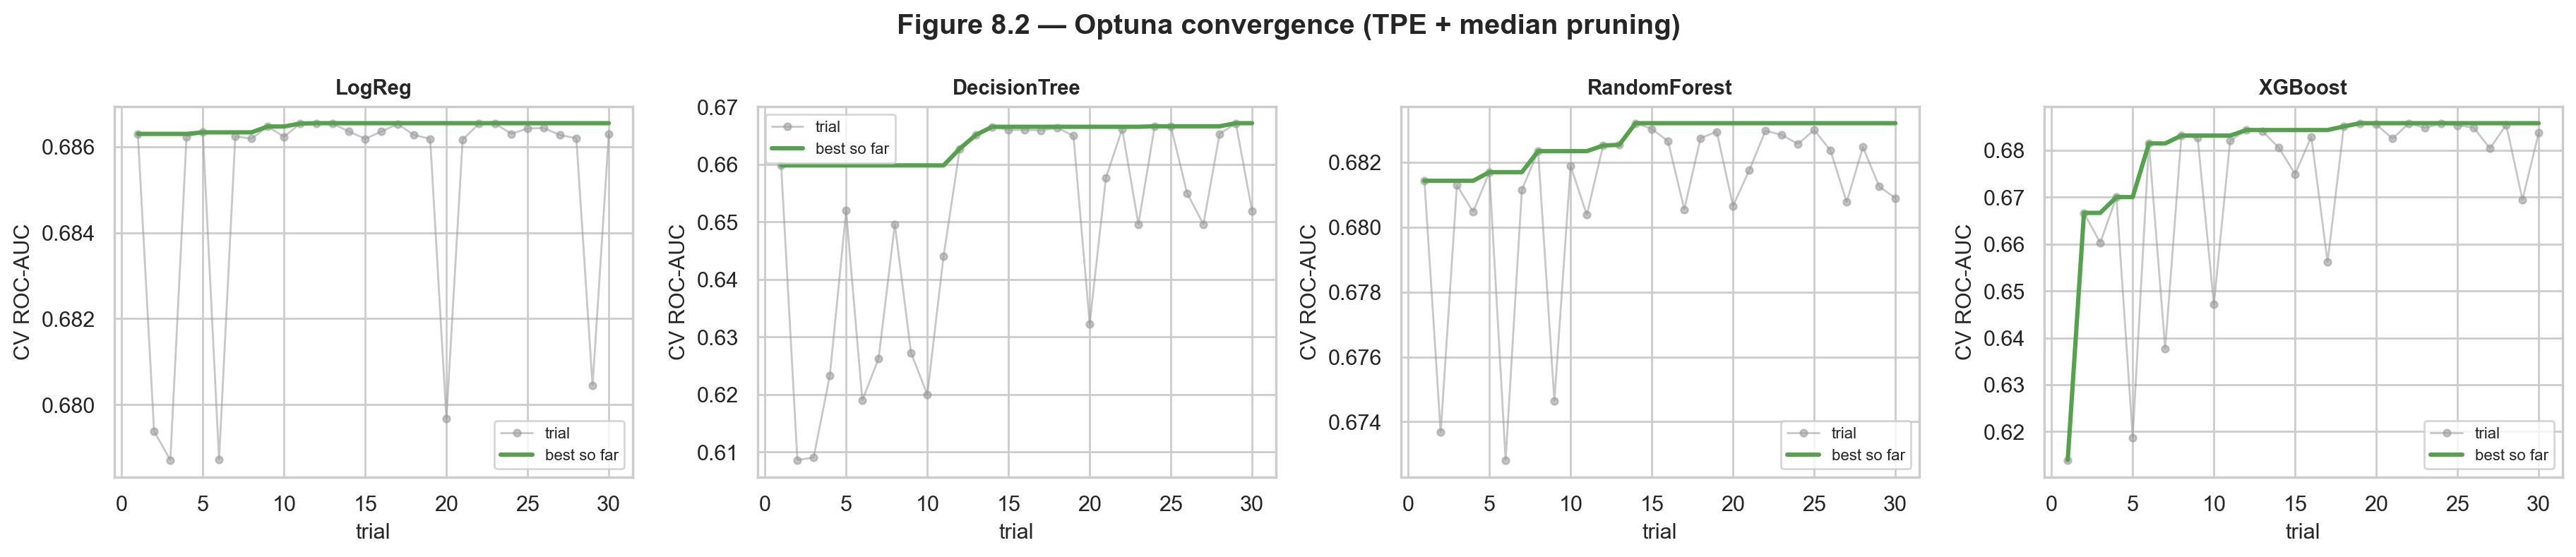 Figure 8.2 — Optuna convergence (TPE + median pruning)
LogReg
CV ROC-AUC
0.686
0.684
0.682
0.680
trial
best so far
0 5 10 15 20 25 30
trial
DecisionTree
CV ROC-AUC
0.67
0.66
0.65
0.64
0.63
0.62
0.61
trial
best so far
0 5 10 15 20 25 30
trial
RandomForest
CV ROC-AUC
0.682
0.680
0.678
0.676
0.674
trial
best so far
0 5 10 15 20 25 30
trial
XGBoost
CV ROC-AUC
0.68
0.67
0.66
0.65
0.64
0.63
0.62
trial
best so far
0 5 10 15 20 25 30
trial